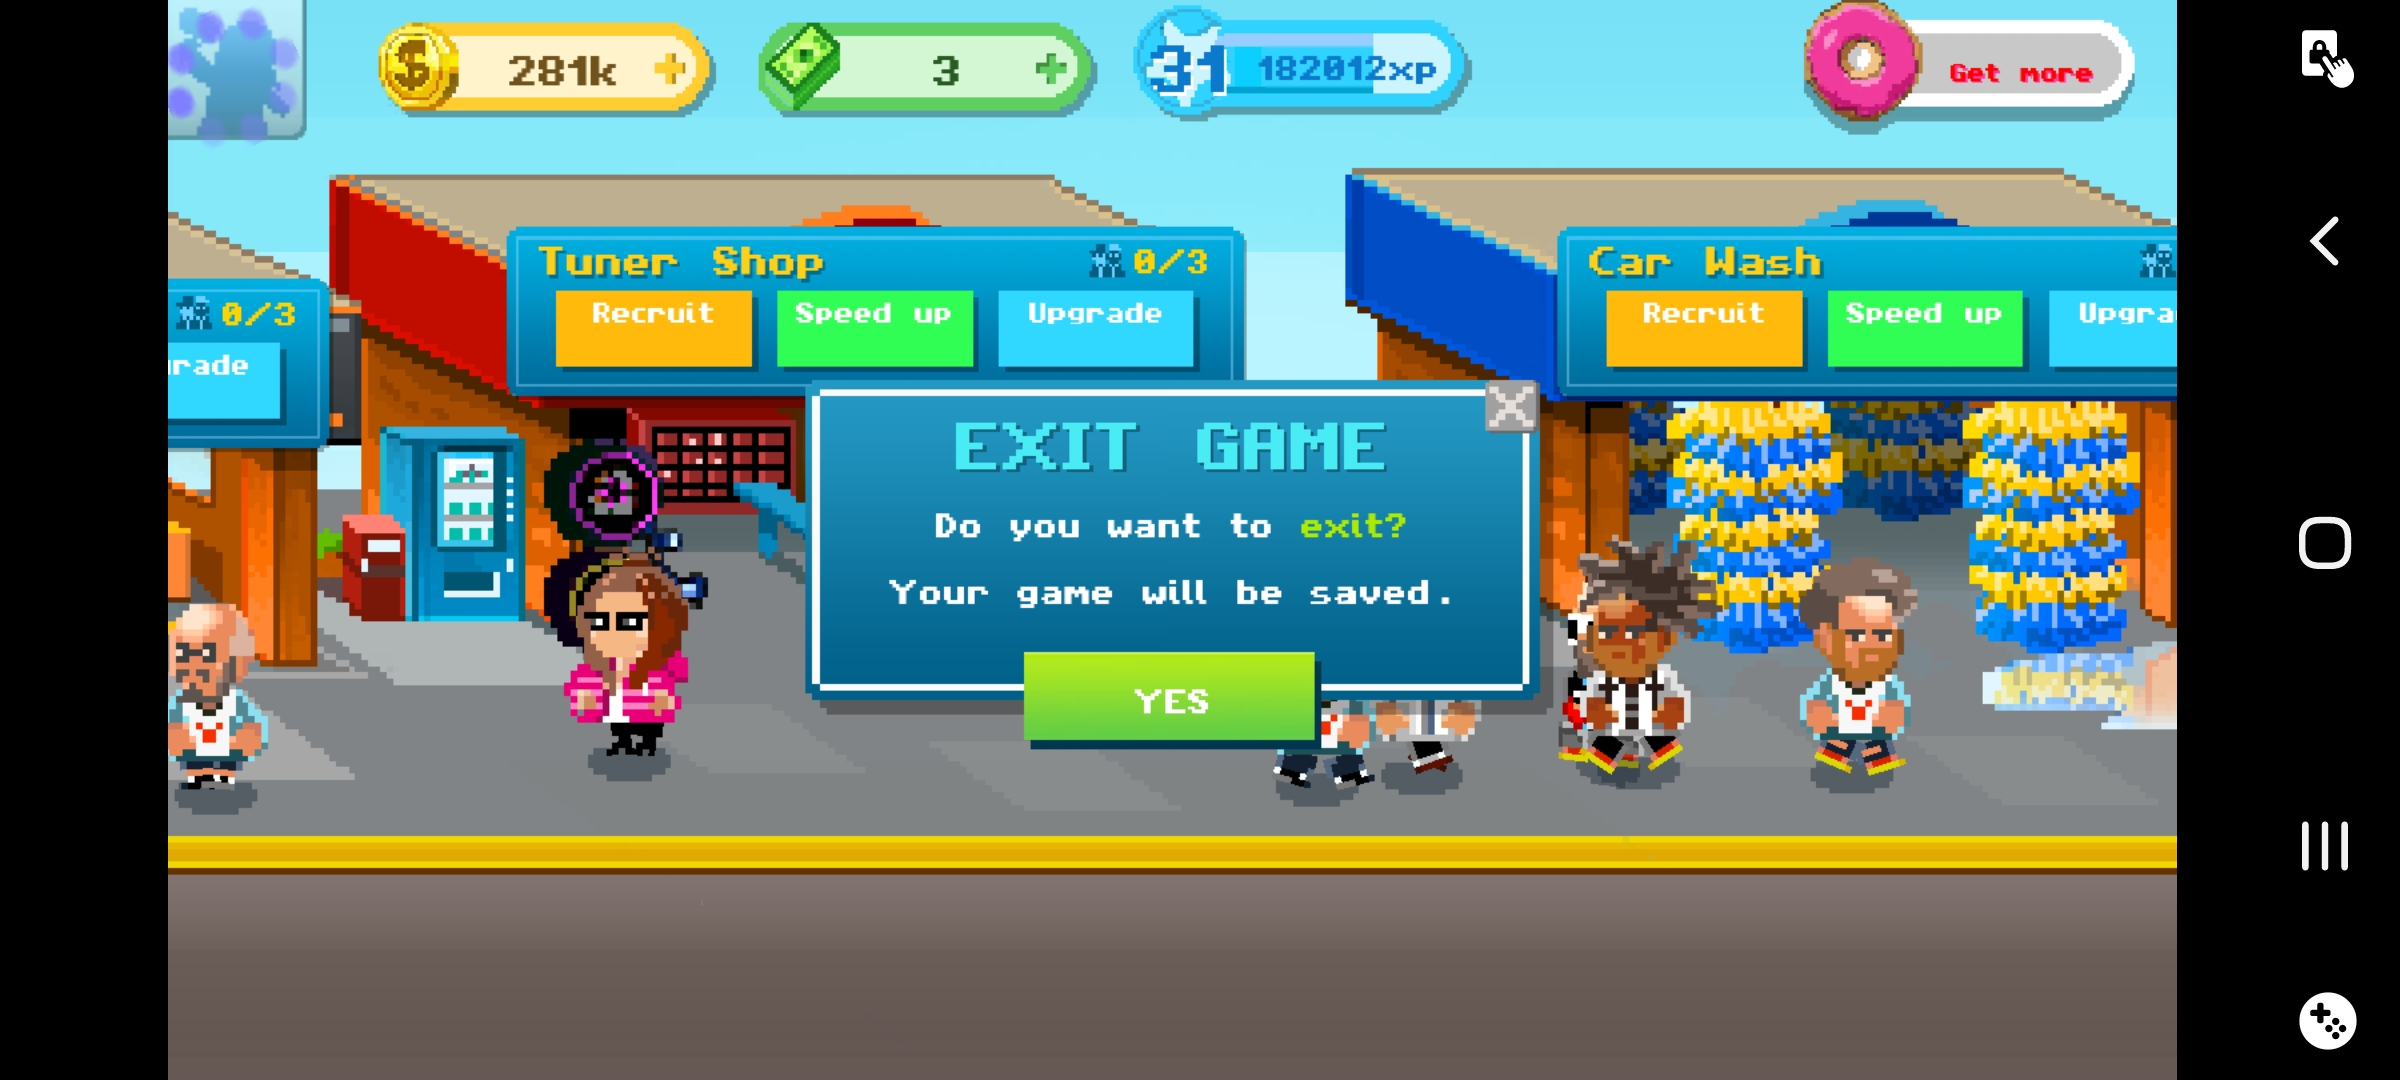 281k
3
31
182012xp
Get more
Tuner Shop
0/3
Recruit
Speed up
Upgrade
Car Wash
Recruit
Speed up
Upgra
0/3
rade
EXIT GAME
Do you want to exit?
Your game will be saved.
YES